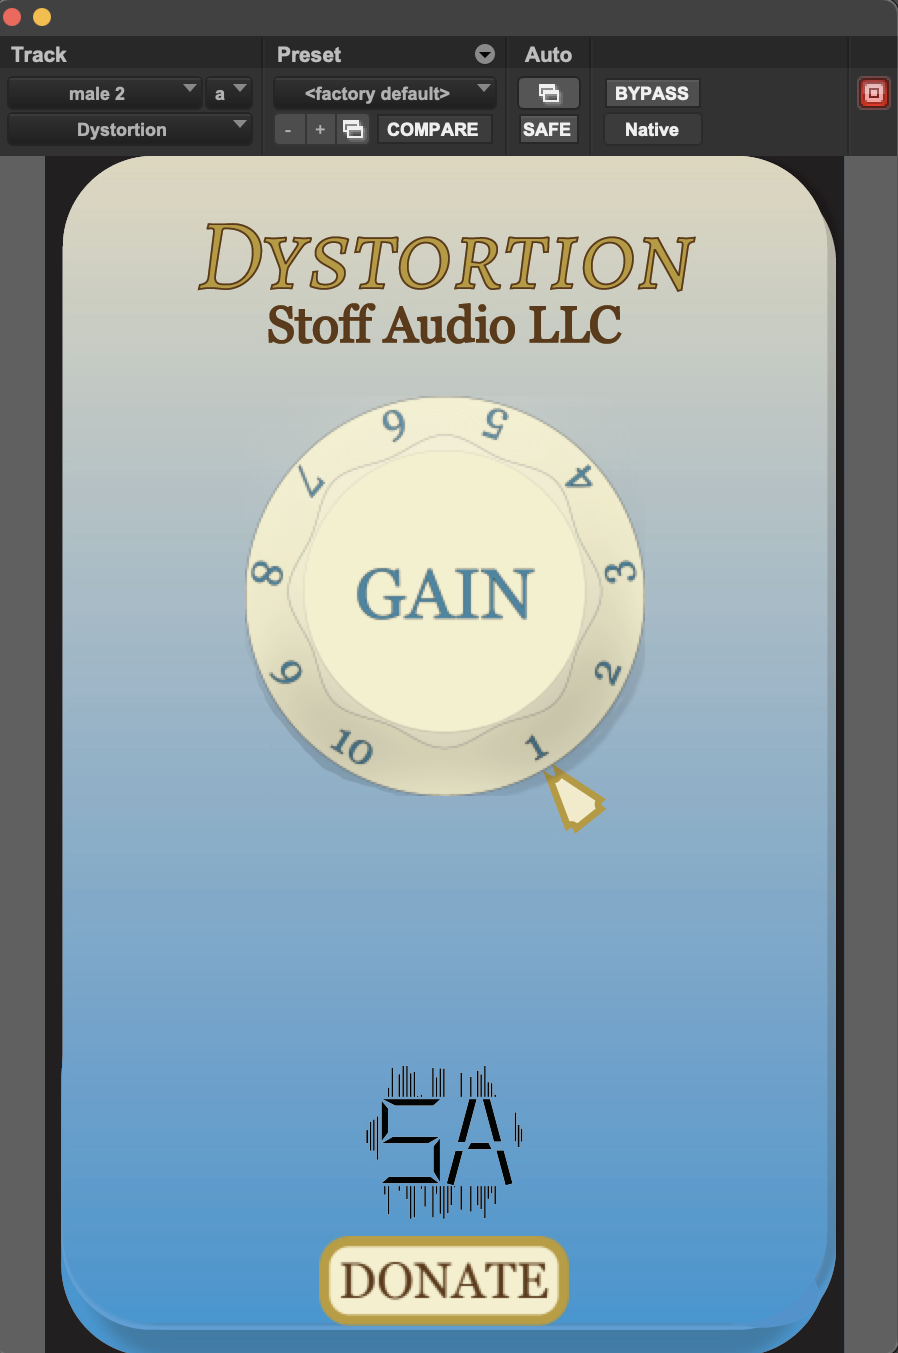 Track
Preset
Auto
male 2
a
<factory default>
BYPASS
Dystortion
-
+
COMPARE
SAFE
Native
DYSTORTION
Stoff Audio LLC
6
5
7
4
8
3
GAIN
9
2
10
1
SA
DONATE